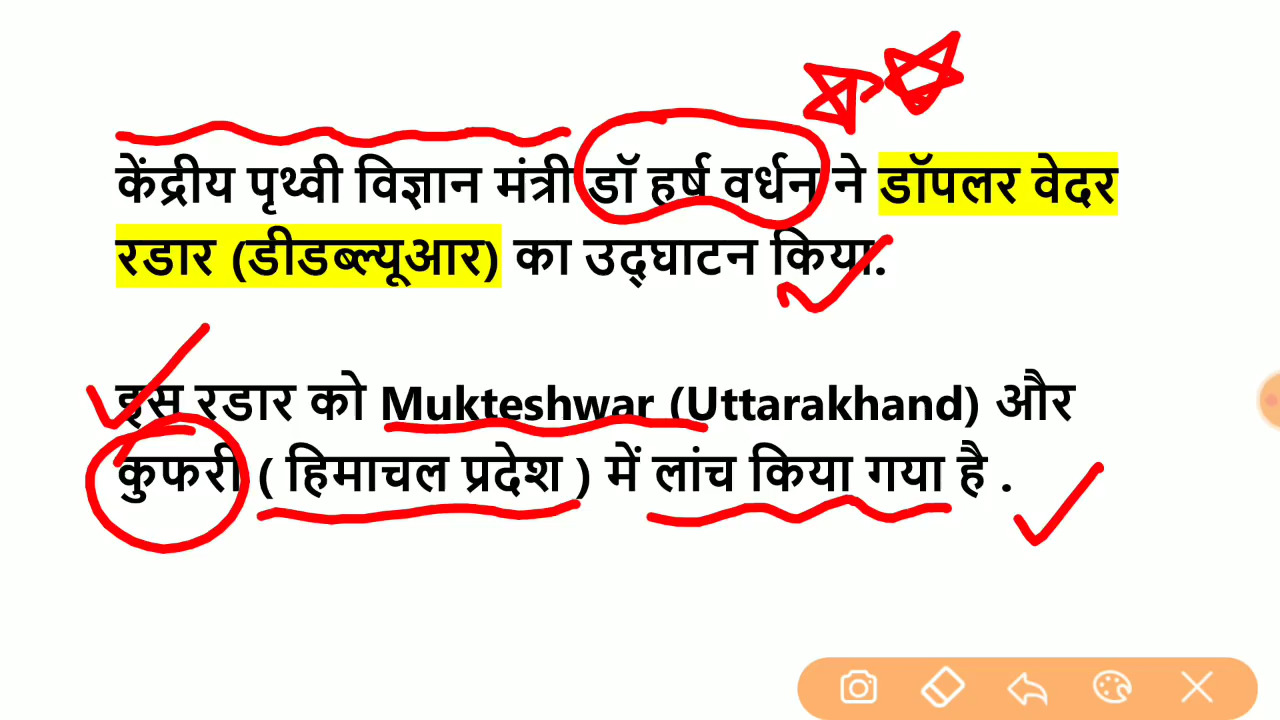 केंद्रीय पृथ्वी विज्ञान मंत्री डॉ हर्ष वर्धन ने डॉपलर वेदर
रडार (डीडब्ल्यूआर) का उद्घाटन किया.
इस रडार को Mukteshwar (Uttarakhand) और
कुफरी ( हिमाचल प्रदेश ) में लांच किया गया है .